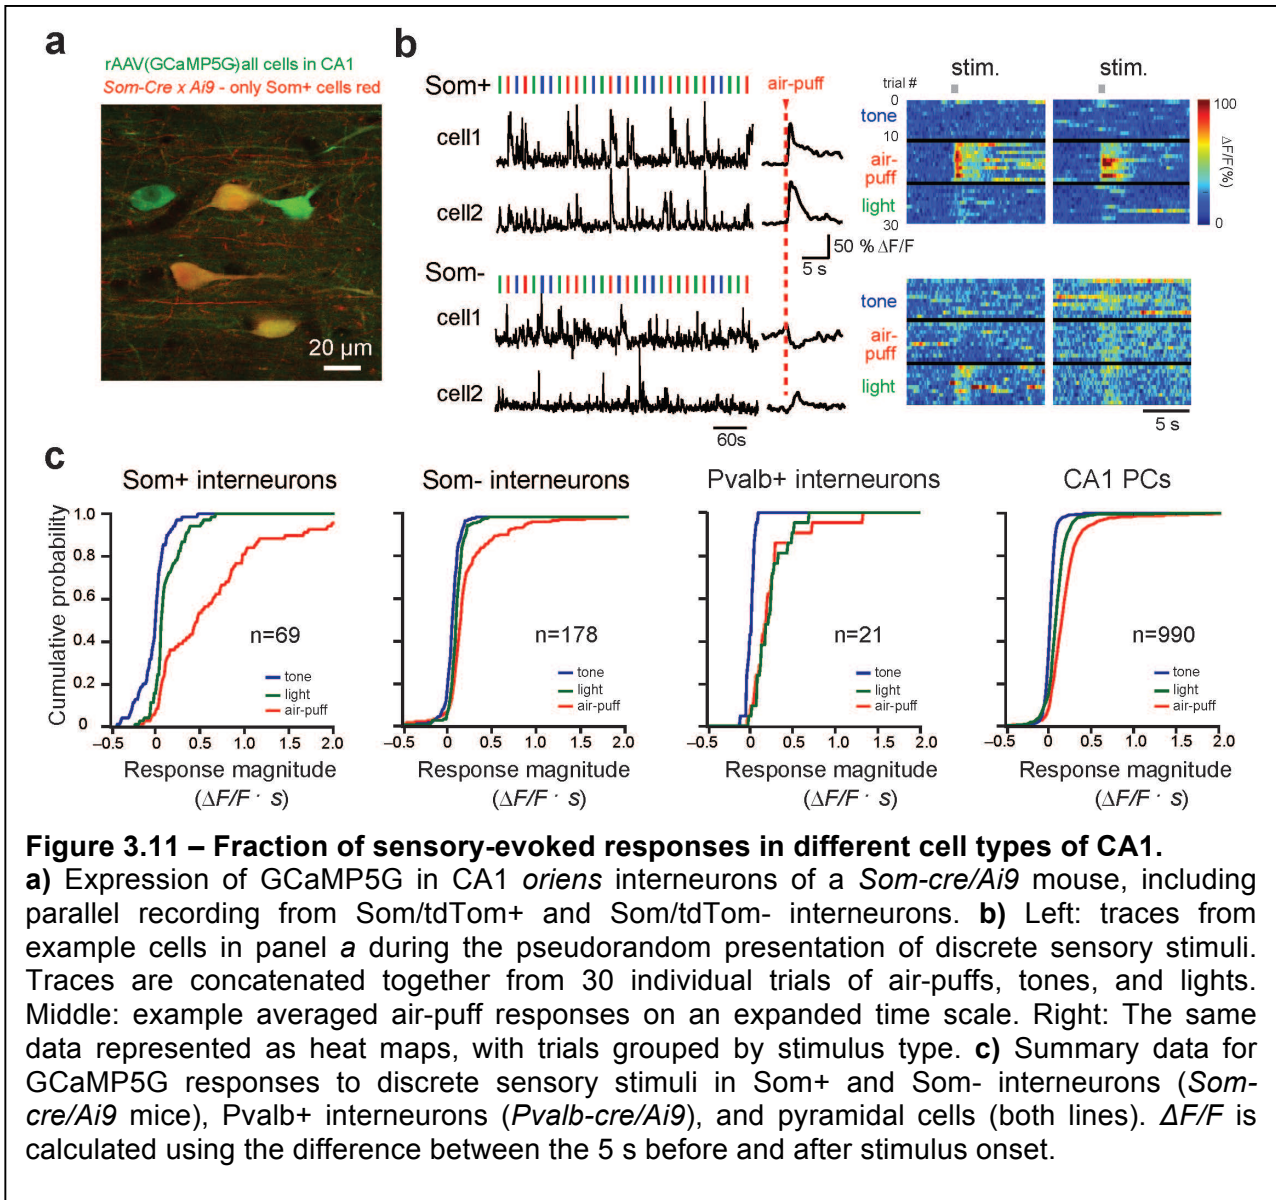 a
rAAV(GCaMP5G)all cells in CA1
Som-Cre x Ai9 - only Som+ cells red
20 µm
b
Som+
cell1
cell2
Som-
cell1
cell2
60s
air-puff
50 % ΔF/F
5 s
stim.
stim.
trial #
0
tone
10
air-
puff
light
30
100
ΔF/F(%)
0
tone
air-
puff
light
5 s
c
Som+ interneurons
Som- interneurons
Pvalb+ interneurons
CA1 PCs
Cumulative probability
1.0
0.8
0.6
0.4
0.2
0
n=69
n=178
n=21
n=990
tone
light
air-puff
tone
light
air-puff
tone
light
air-puff
tone
light
air-puff
–0.5 0 0.5 1.0 1.5 2.0
–0.5 0 0.5 1.0 1.5 2.0
–0.5 0 0.5 1.0 1.5 2.0
–0.5 0 0.5 1.0 1.5 2.0
Response magnitude
(ΔF/F · s)
Response magnitude
(ΔF/F · s)
Response magnitude
(ΔF/F · s)
Response magnitude
(ΔF/F · s)
Figure 3.11 – Fraction of sensory-evoked responses in different cell types of CA1.
a) Expression of GCaMP5G in CA1 oriens interneurons of a Som-cre/Ai9 mouse, including
parallel recording from Som/tdTom+ and Som/tdTom- interneurons. b) Left: traces from
example cells in panel a during the pseudorandom presentation of discrete sensory stimuli.
Traces are concatenated together from 30 individual trials of air-puffs, tones, and lights.
Middle: example averaged air-puff responses on an expanded time scale. Right: The same
data represented as heat maps, with trials grouped by stimulus type. c) Summary data for
GCaMP5G responses to discrete sensory stimuli in Som+ and Som- interneurons (Som-
cre/Ai9 mice), Pvalb+ interneurons (Pvalb-cre/Ai9), and pyramidal cells (both lines). ΔF/F is
calculated using the difference between the 5 s before and after stimulus onset.